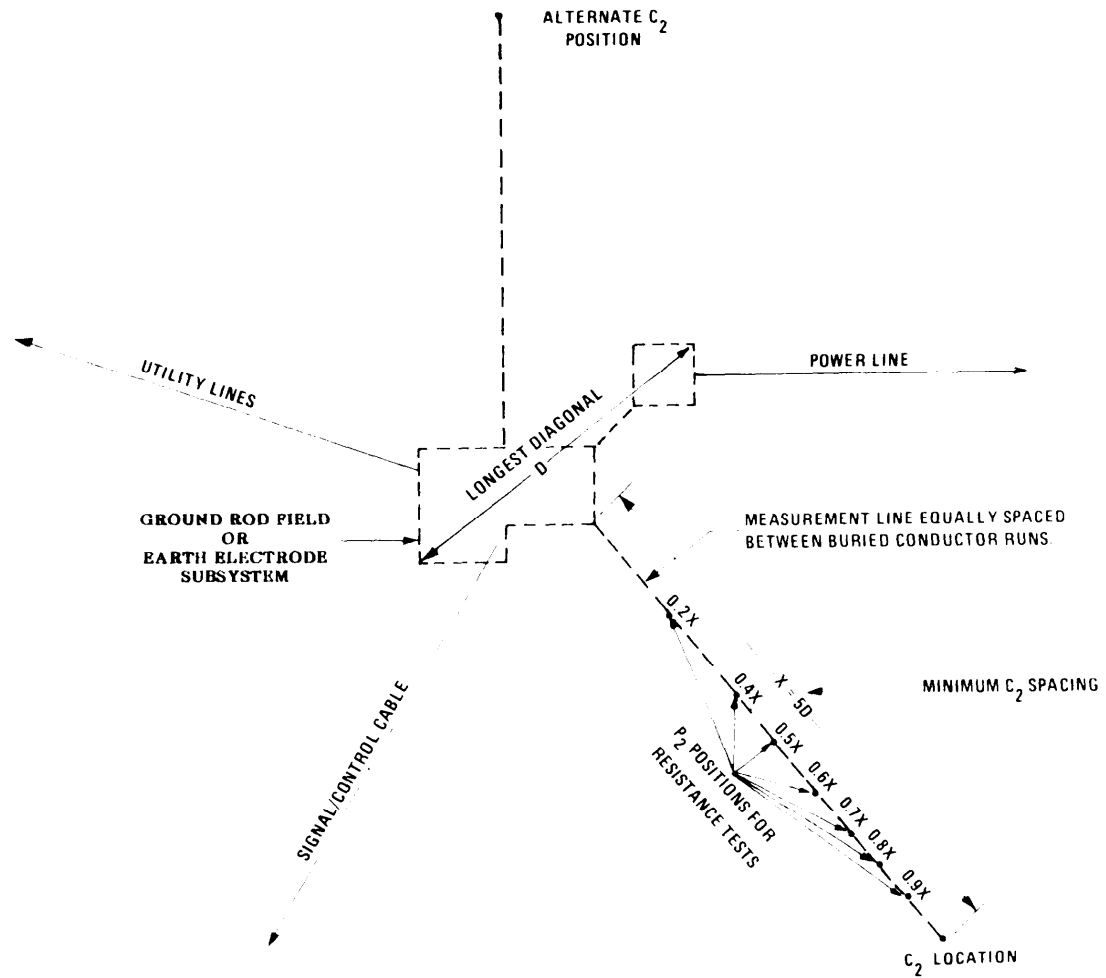 ALTERNATE C2
POSITION
UTILITY LINES
POWER LINE
LONGEST DIAGONAL
D
GROUND ROD FIELD
OR
EARTH ELECTRODE
SUBSYSTEM
MEASUREMENT LINE EQUALLY SPACED
BETWEEN BURIED CONDUCTOR RUNS.
0.2X
0.4X
X = 5D
MINIMUM C2 SPACING
0.5X
0.6X
0.7X
0.8X
0.9X
P2 POSITIONS FOR
RESISTANCE TESTS
SIGNAL/CONTROL CABLE
C2 LOCATION